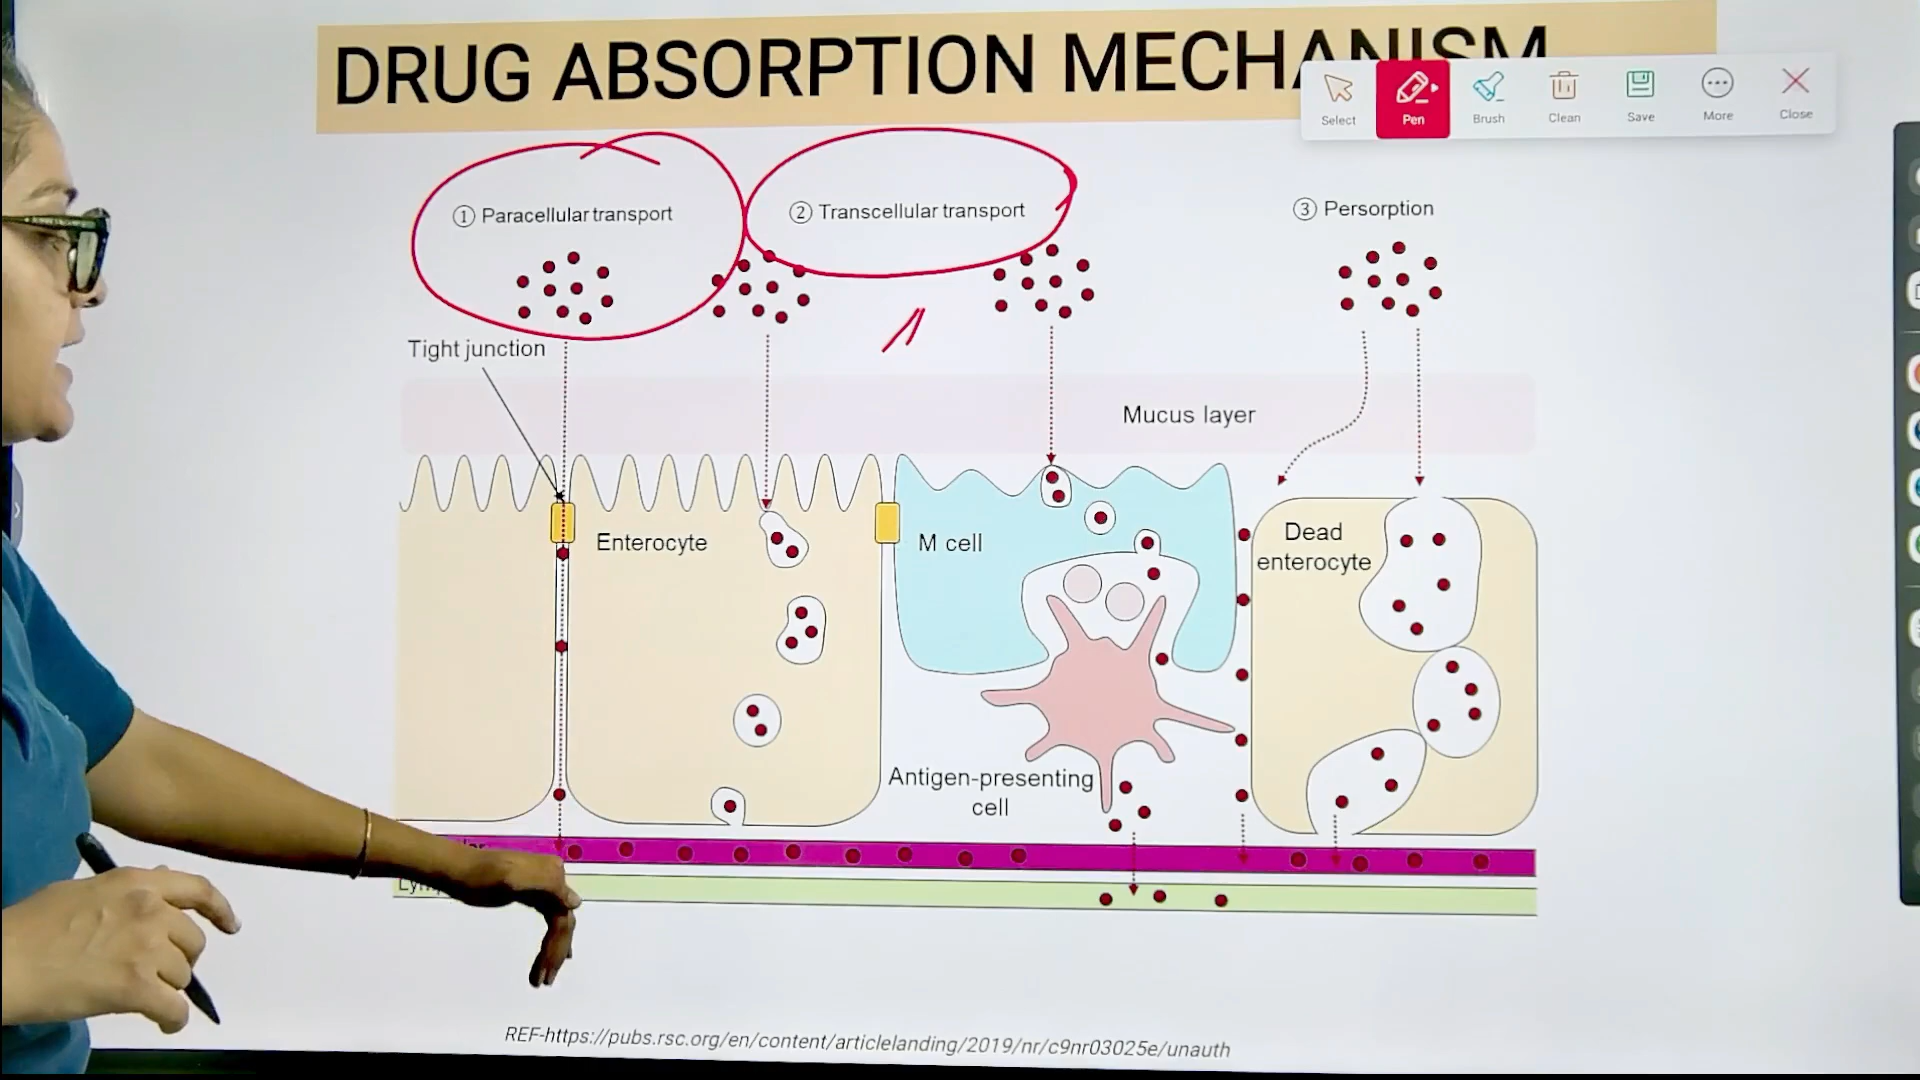 DRUG ABSORPTION MECHANISM
Select
Pen
Brush
Clean
Save
More
Close
① Paracellular transport
② Transcellular transport
③ Persorption
Tight junction
Mucus layer
Enterocyte
M cell
Dead
enterocyte
Antigen-presenting
cell
REF-https://pubs.rsc.org/en/content/articlelanding/2019/nr/c9nr03025e/unauth